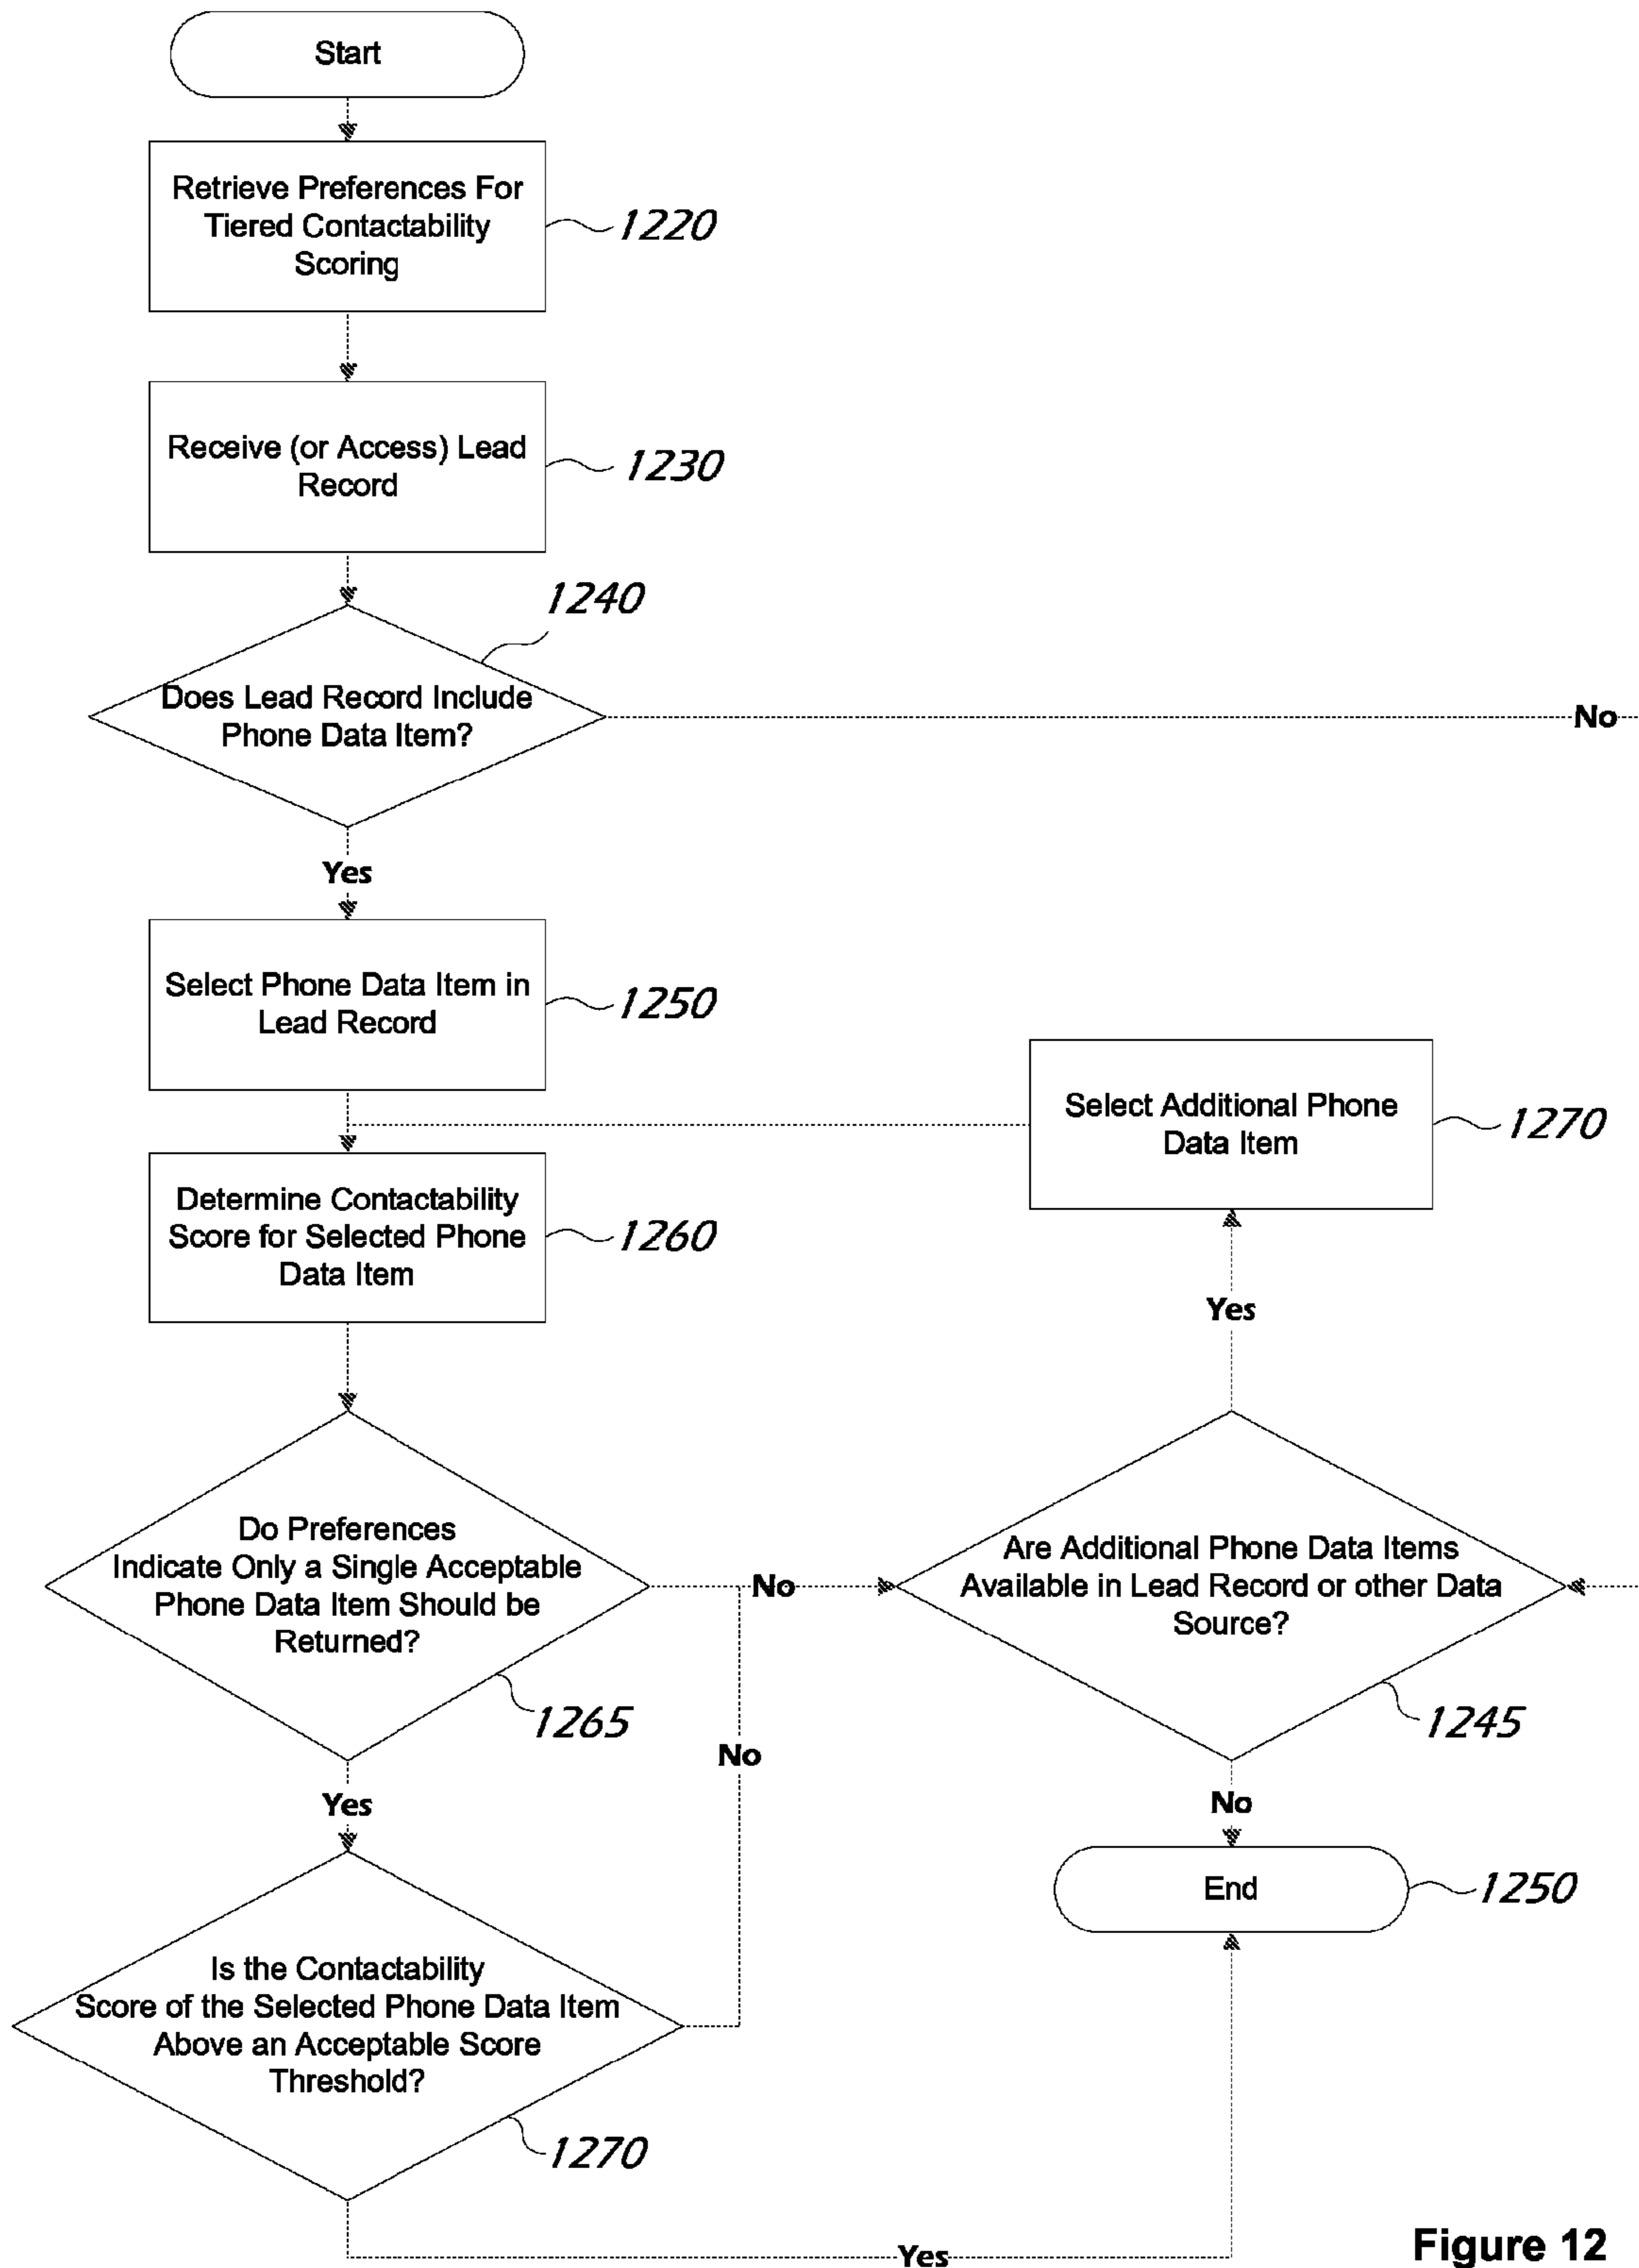 Start
Retrieve Preferences For
Tiered Contactability
Scoring
1220
Receive (or Access) Lead
Record
1230
1240
Does Lead Record Include
Phone Data Item?
No
Yes
Select Phone Data Item in
Lead Record
1250
Select Additional Phone
Data Item
1270
Determine Contactability
Score for Selected Phone
Data Item
1260
Yes
Do Preferences
Indicate Only a Single Acceptable
Phone Data Item Should be
Returned?
1265
No
Are Additional Phone Data Items
Available in Lead Record or other Data
Source?
1245
No
Yes
No
End
1250
Is the Contactability
Score of the Selected Phone Data Item
Above an Acceptable Score
Threshold?
1270
Yes
Figure 12